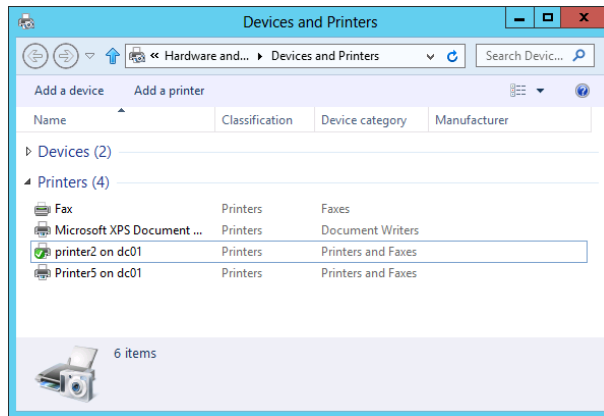 Devices and Printers
« Hardware and... Devices and Printers Search Devic...
Add a device Add a printer
Name Classification Device category Manufacturer
Devices (2)
Printers (4)
Fax Printers Faxes
Microsoft XPS Document ... Printers Document Writers
printer2 on dc01 Printers Printers and Faxes
Printer5 on dc01 Printers Printers and Faxes
6 items